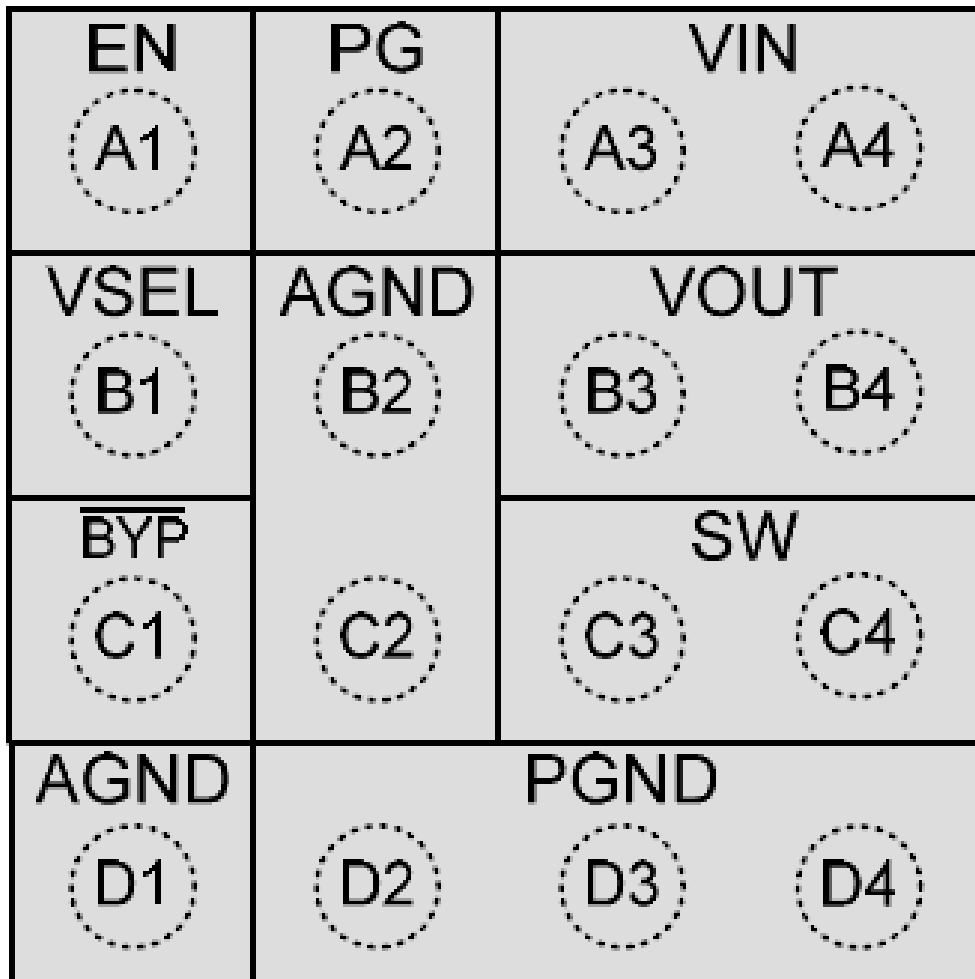 EN PG VIN
A1 A2 A3 A4
VSEL AGND VOUT
B1 B2 B3 B4
B̅Y̅P̅ SW
C1 C2 C3 C4
AGND PGND
D1 D2 D3 D4